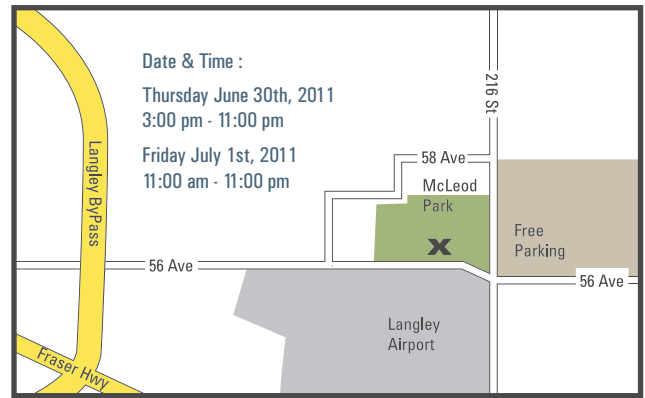 Date & Time :
Thursday June 30th, 2011
3:00 pm - 11:00 pm
Friday July 1st, 2011
11:00 am - 11:00 pm
216 St
58 Ave
McLeod
Park
X
Free
Parking
Langley ByPass
56 Ave
56 Ave
Langley
Airport
Fraser Hwy